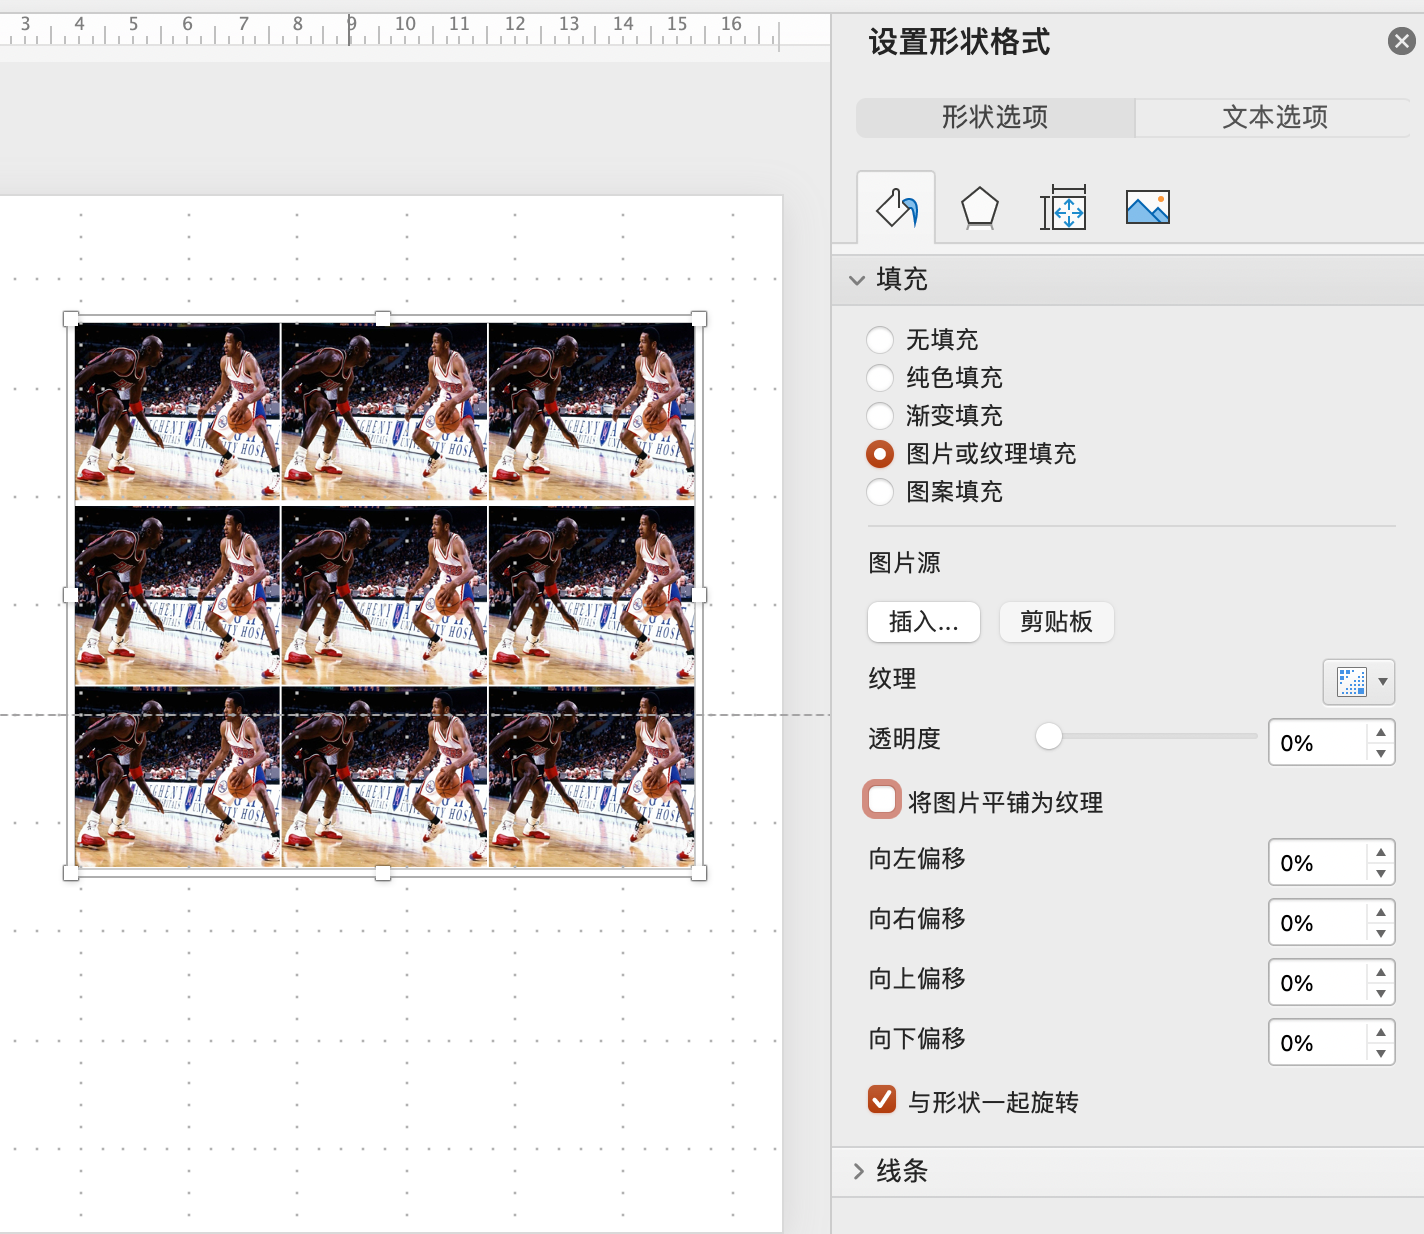 3 4 5 6 7 8 9 10 11 12 13 14 15 16
设置形状格式
形状选项 文本选项
填充
无填充
纯色填充
渐变填充
图片或纹理填充
图案填充
图片源
插入... 剪贴板
纹理
透明度 0%
将图片平铺为纹理
向左偏移 0%
向右偏移 0%
向上偏移 0%
向下偏移 0%
与形状一起旋转
线条